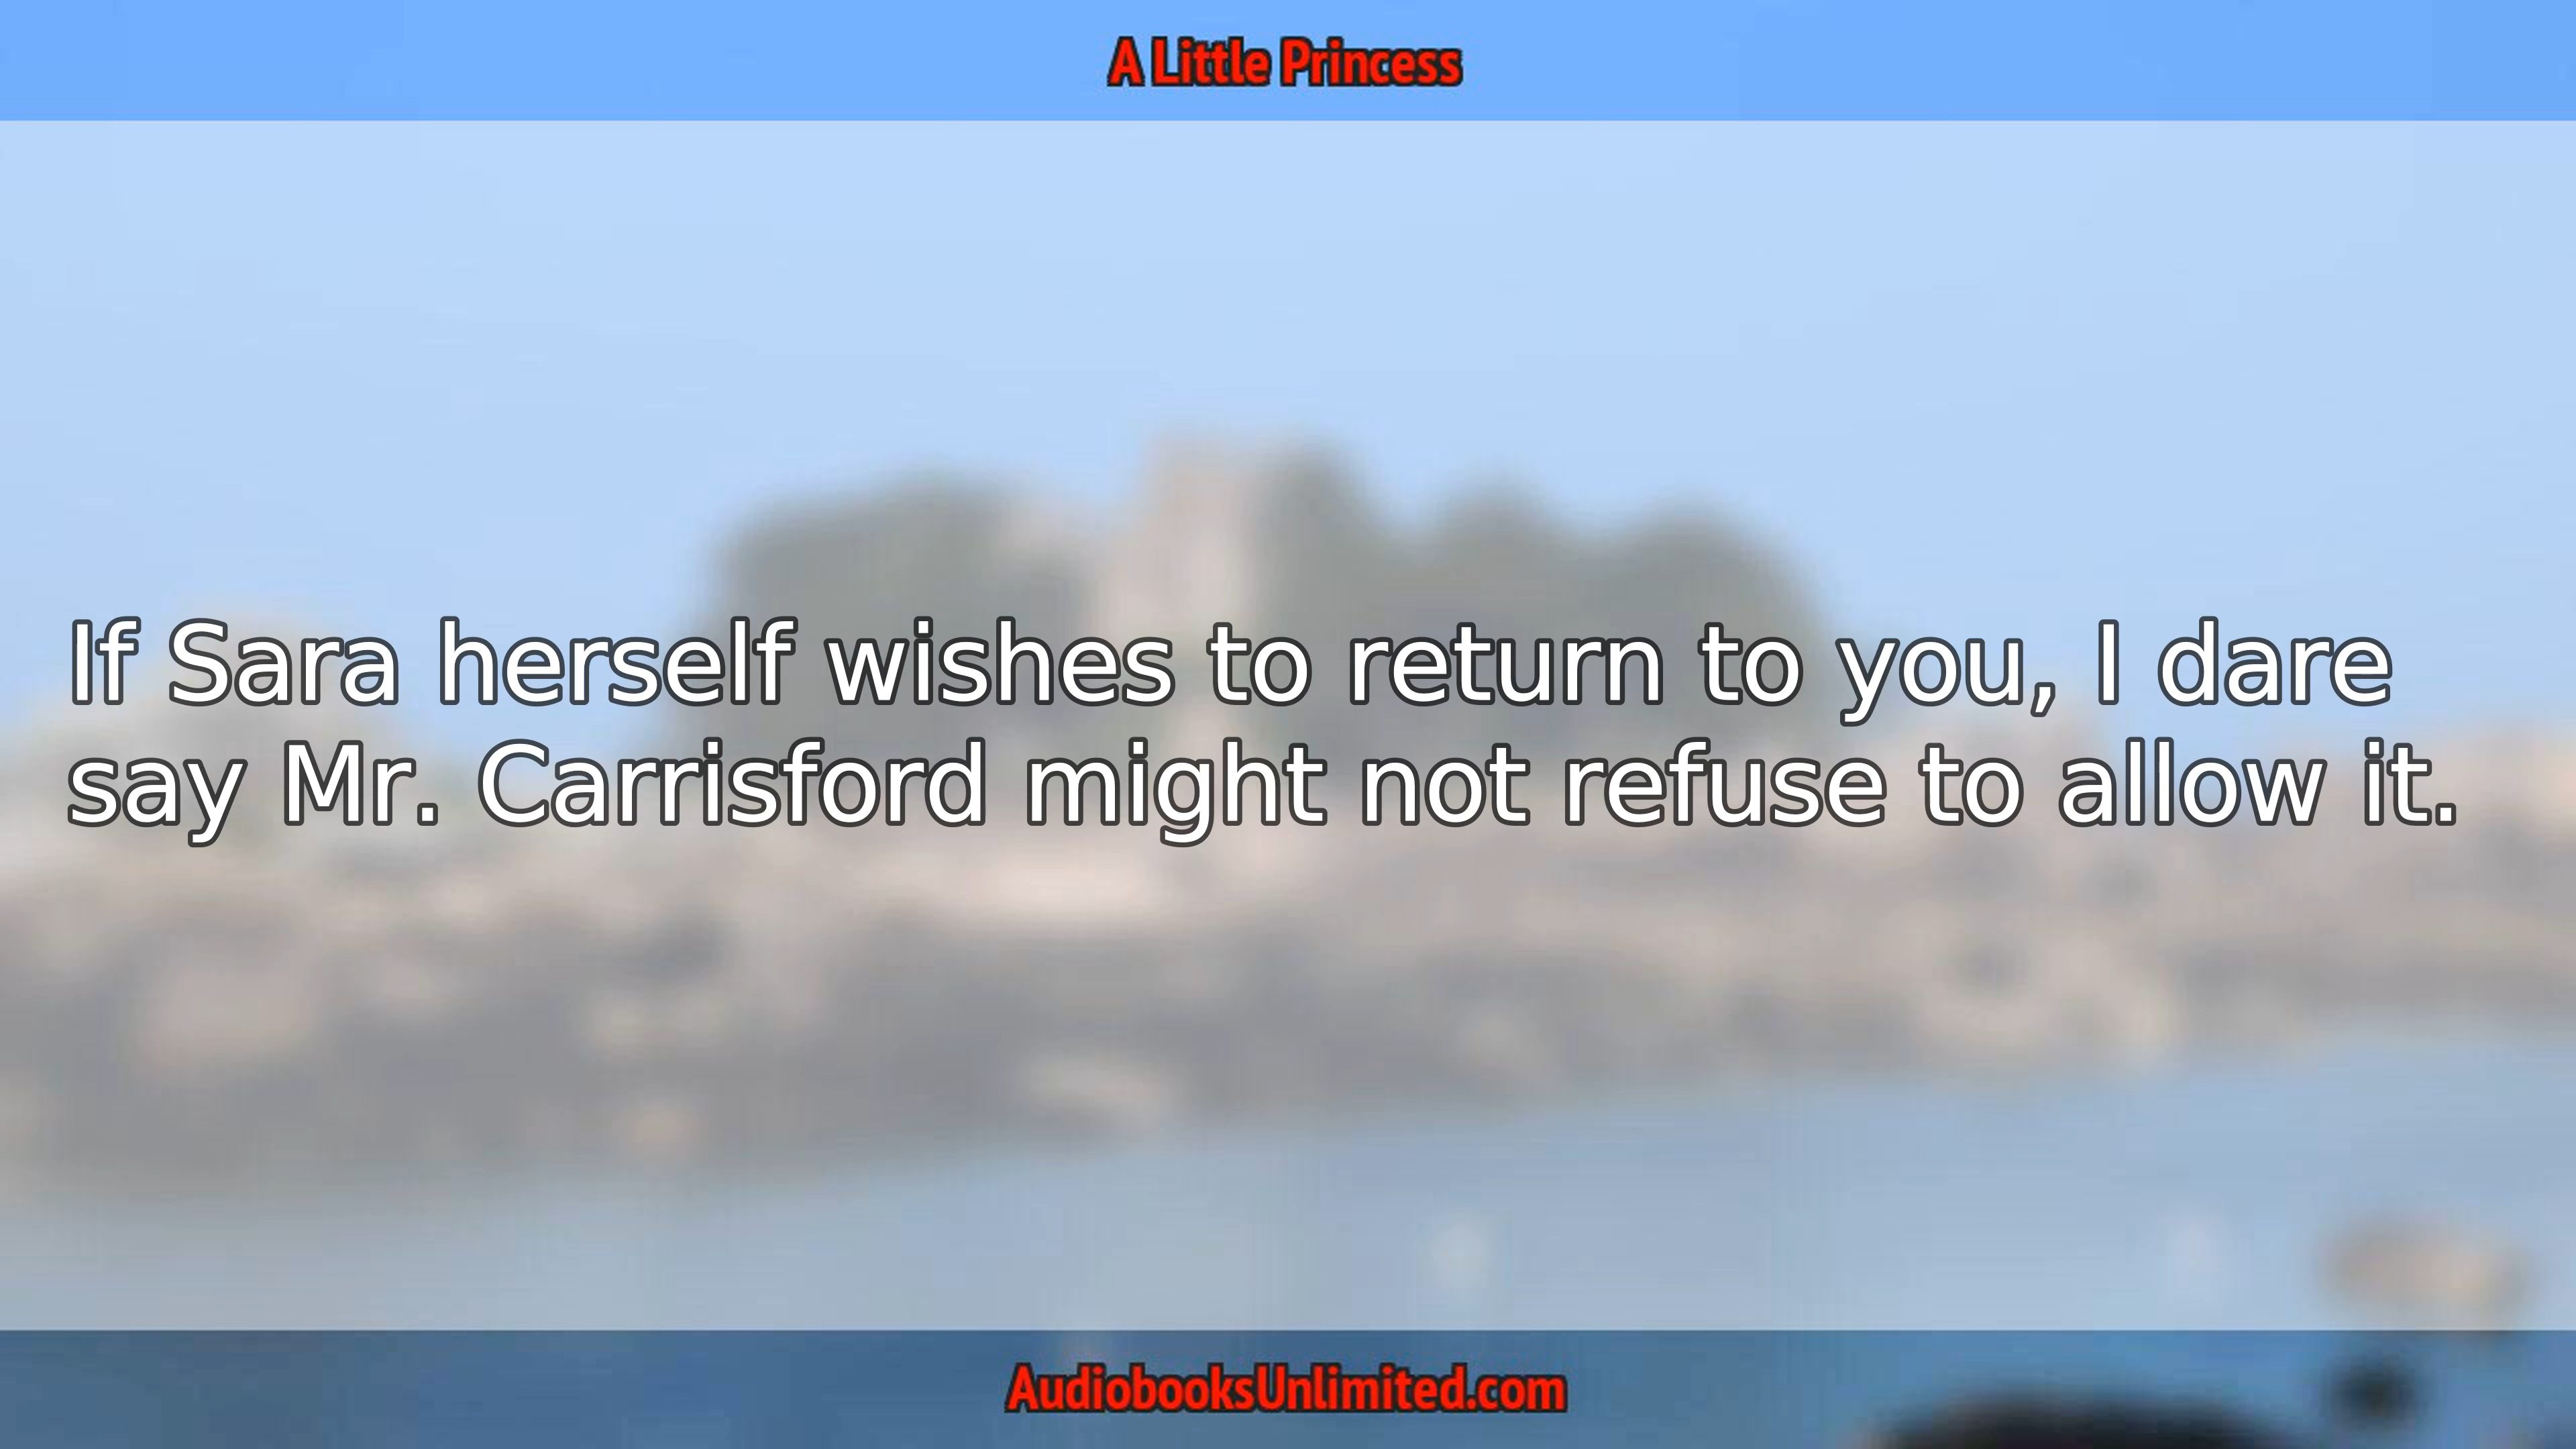 A Little Princess
If Sara herself wishes to return to you, I dare
say Mr. Carrisford might not refuse to allow it.
AudiobooksUnlimited.com